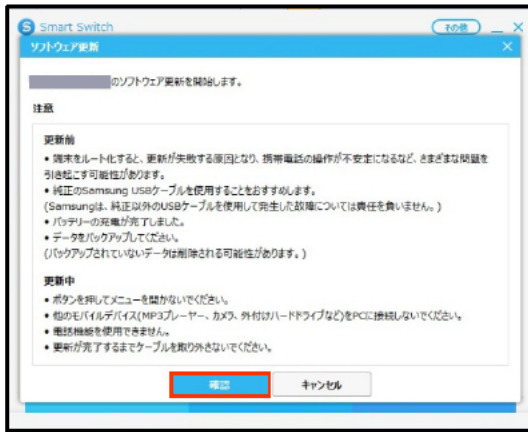 Smart Switch
その他
ソフトウェア更新
のソフトウェア更新を開始します。
注意
更新前
• 端末をルート化すると、更新が失敗する原因となり、携帯電話の操作が不安定になるなど、さまざまな問題を
引き起こす可能性があります。
• 純正のSamsung USBケーブルを使用することをおすすめします。
(Samsungは、純正以外のUSBケーブルを使用して発生した故障については責任を負いません。)
• バッテリーの充電が完了しました。
• データをバックアップしてください。
(バックアップされていないデータは削除される可能性があります。)
更新中
• ボタンを押してメニューを開かないでください。
• 他のモバイルデバイス(MP3プレーヤー、カメラ、外付けハードドライブなど)をPCに接続しないでください。
• 電話機能を使用できません。
• 更新が完了するまでケーブルを取り外さないでください。
確認
キャンセル